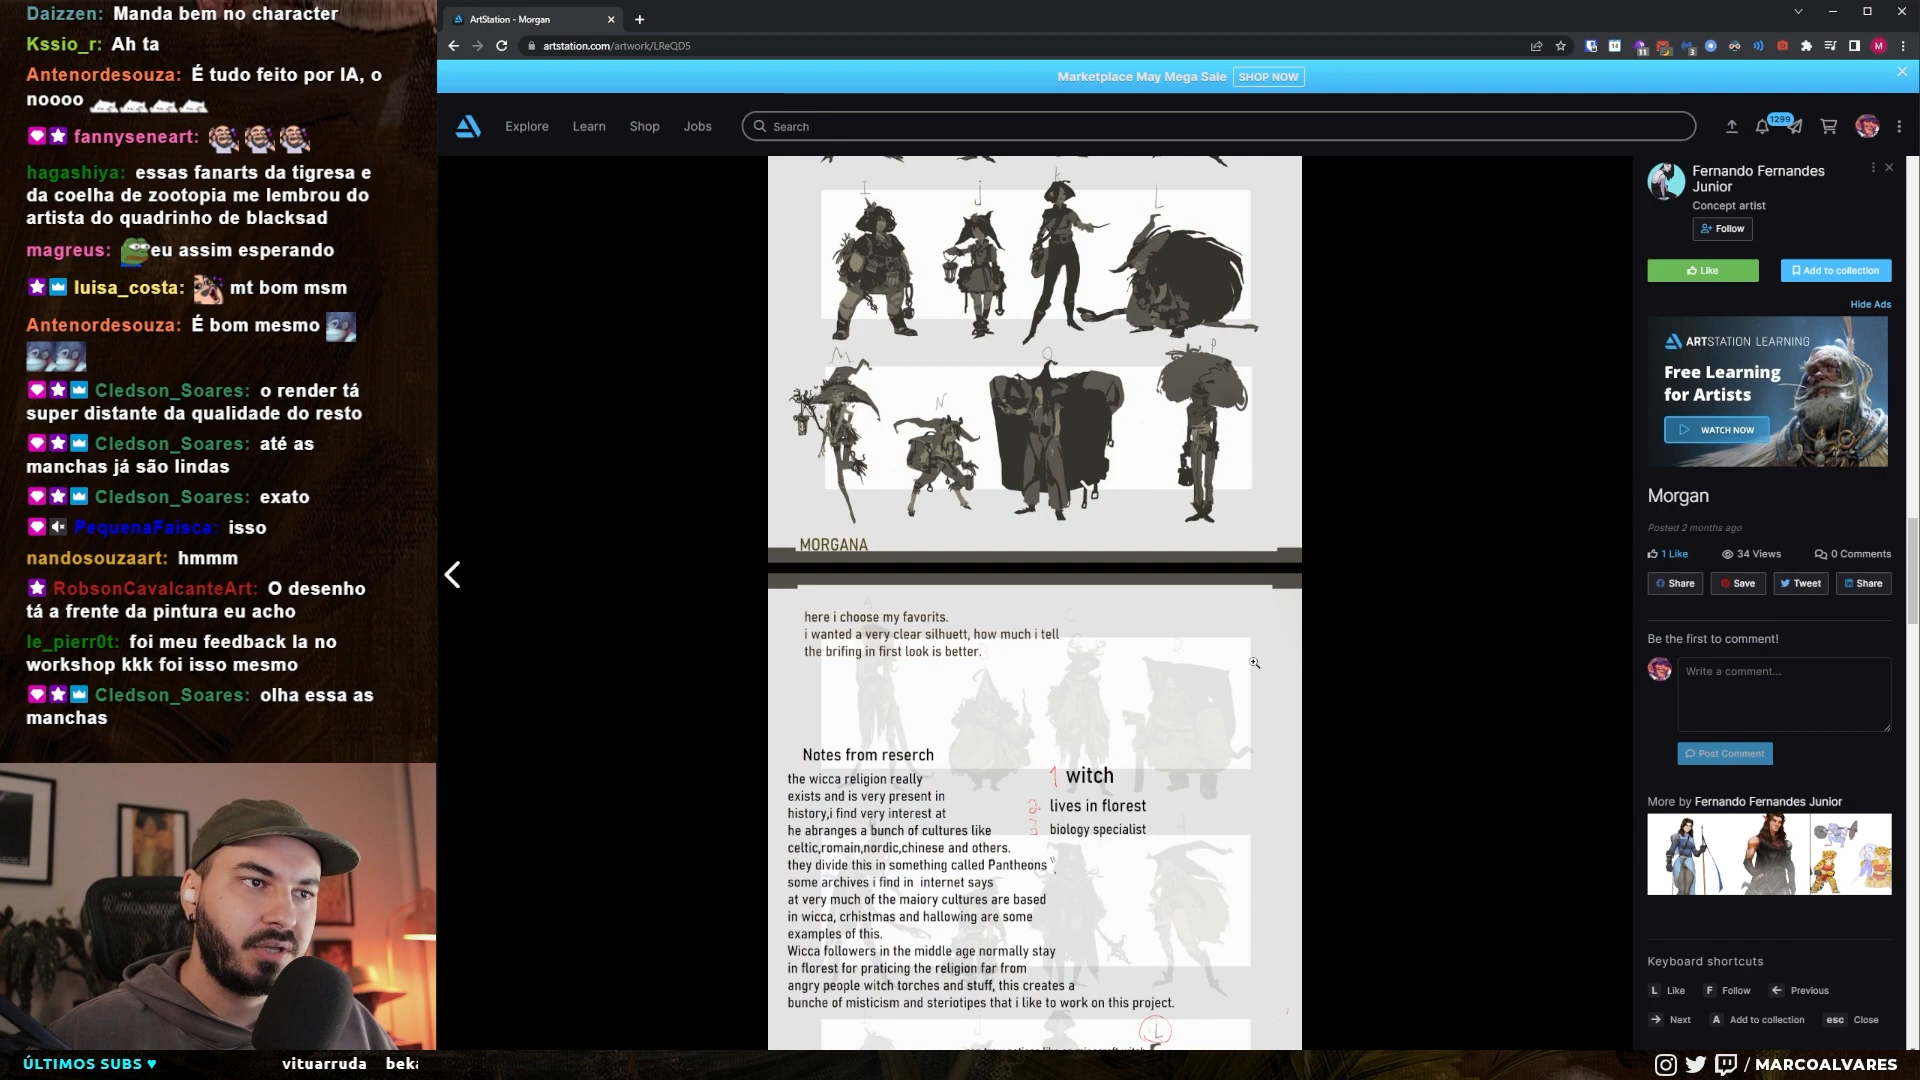 Daizzen: Manda bem no character
Kssio_r: Ah ta
Antenordesouza: É tudo feito por IA, o
noooo
fannyseneart:
hagashiya: essas fanarts da tigresa e
da coelha de zootopia me lembrou do
artista do quadrinho de blacksad
magreus: eu assim esperando
luisa_costa: mt bom msm
Antenordesouza: É bom mesmo
Cledson_Soares: o render tá
super distante da qualidade do resto
Cledson_Soares: até as
manchas já são lindas
Cledson_Soares: exato
PequenaFaisca: isso
nandosouzaart: hmmm
RobsonCavalcanteArt: O desenho
tá a frente da pintura eu acho
le_pierr0t: foi meu feedback la no
workshop kkk foi isso mesmo
Cledson_Soares: olha essa as
manchas
ÚLTIMOS SUBS ♥ vituarruda beka
ArtStation - Morgan
artstation.com/artwork/LReQD5
Marketplace May Mega Sale SHOP NOW
Explore Learn Shop Jobs Search 1299
I j K L
M N O P
MORGANA
here i choose my favorits.
i wanted a very clear silhuett, how much i tell
the brifing in first look is better.
Notes from reserch
the wicca religion really
exists and is very present in
history,i find very interest at
he abranges a bunch of cultures like
celtic,romain,nordic,chinese and others.
they divide this in something called Pantheons
some archives i find in internet says
at very much of the maiory cultures are based
in wicca, crhistmas and hallowing are some
examples of this.
Wicca followers in the middle age normally stay
in florest for praticing the religion far from
angry people witch torches and stuff, this creates a
bunche of misticism and steriotipes that i like to work on this project.
1 witch
2 lives in florest
3 biology specialist
L
Fernando Fernandes
Junior
Concept artist
Follow
Like Add to collection
Hide Ads
ARTSTATION LEARNING
Free Learning
for Artists
WATCH NOW
Morgan
Posted 2 months ago
1 Like 34 Views 0 Comments
Share Save Tweet Share
Be the first to comment!
Write a comment...
Post Comment
More by Fernando Fernandes Junior
Keyboard shortcuts
L Like F Follow Previous
Next A Add to collection esc Close
/ MARCOALVARES